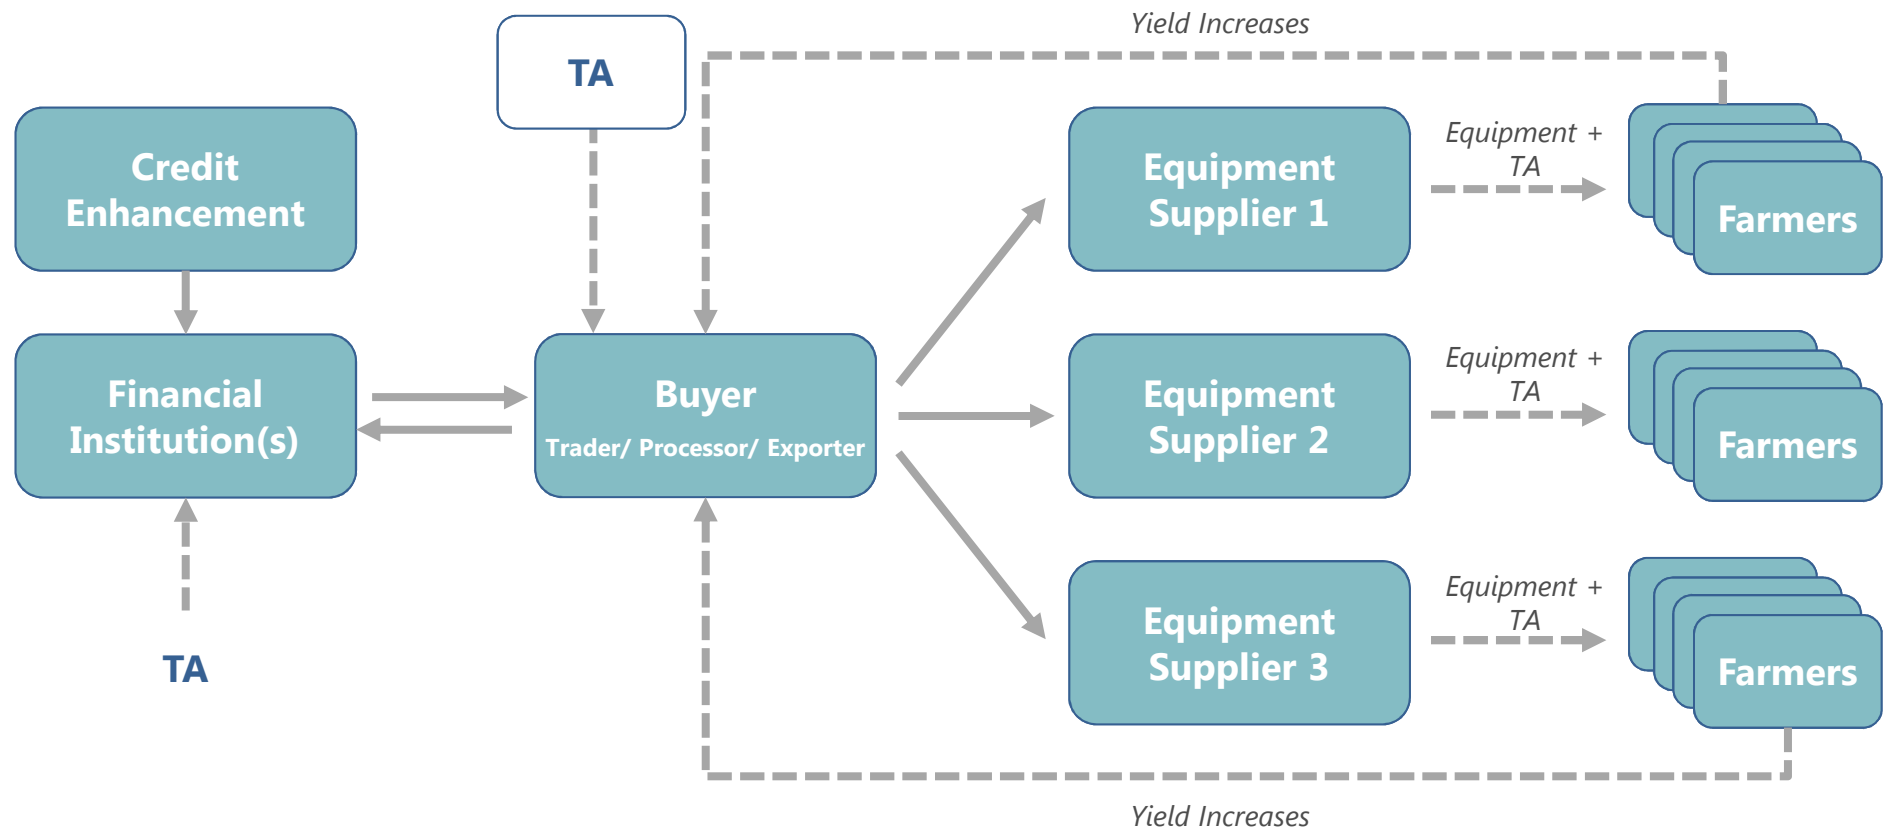 Yield Increases
TA
Credit
Enhancement
Equipment
Supplier 1
Equipment +
TA
Farmers
Financial
Institution(s)
Buyer
Trader/ Processor/ Exporter
Equipment
Supplier 2
Equipment +
TA
Farmers
TA
Equipment
Supplier 3
Equipment +
TA
Farmers
Yield Increases